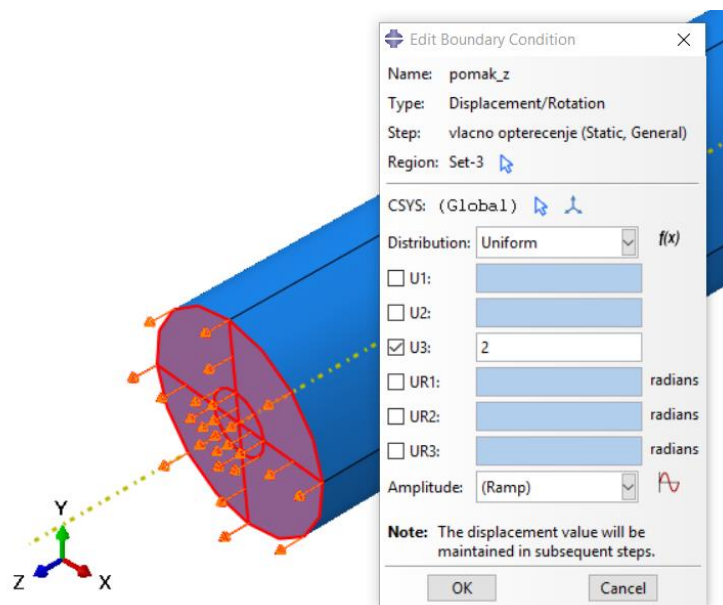 Edit Boundary Condition
Name: pomak_z
Type: Displacement/Rotation
Step: vlacno opterecenje (Static, General)
Region: Set-3
CSYS: (Global)
Distribution: Uniform f(x)
U1:
U2:
U3: 2
UR1: radians
UR2: radians
UR3: radians
Amplitude: (Ramp)
Note: The displacement value will be
maintained in subsequent steps.
OK Cancel
Y
Z X